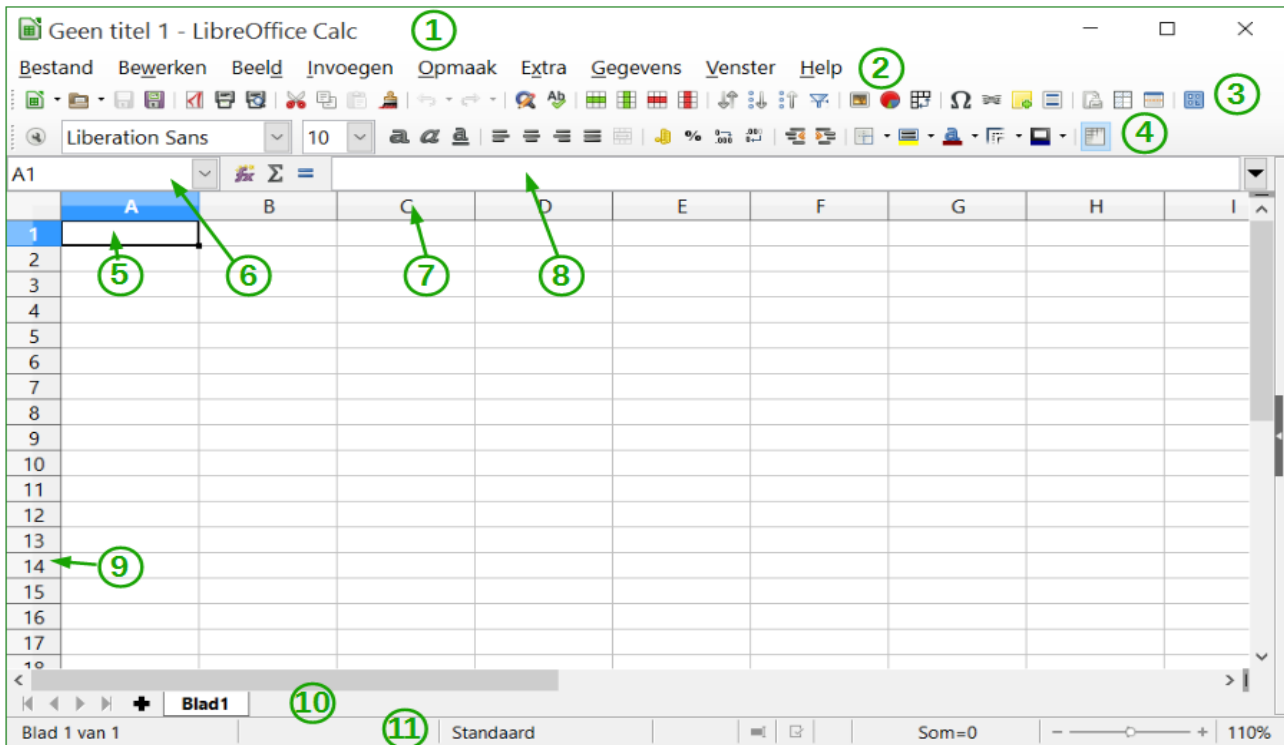 Geen titel 1 - LibreOffice Calc 1
Bestand Bewerken Beeld Invoegen Opmaak Extra Gegevens Venster Help 2
3
Liberation Sans 10 a a a % 4
A1 fx Σ =
A B C D E F G H I
1
2 5 6 7 8
3
4
5
6
7
8
9
10
11
12
13
14 9
15
16
17
18
Blad1 10
Blad 1 van 1 11 Standaard Som=0 110%